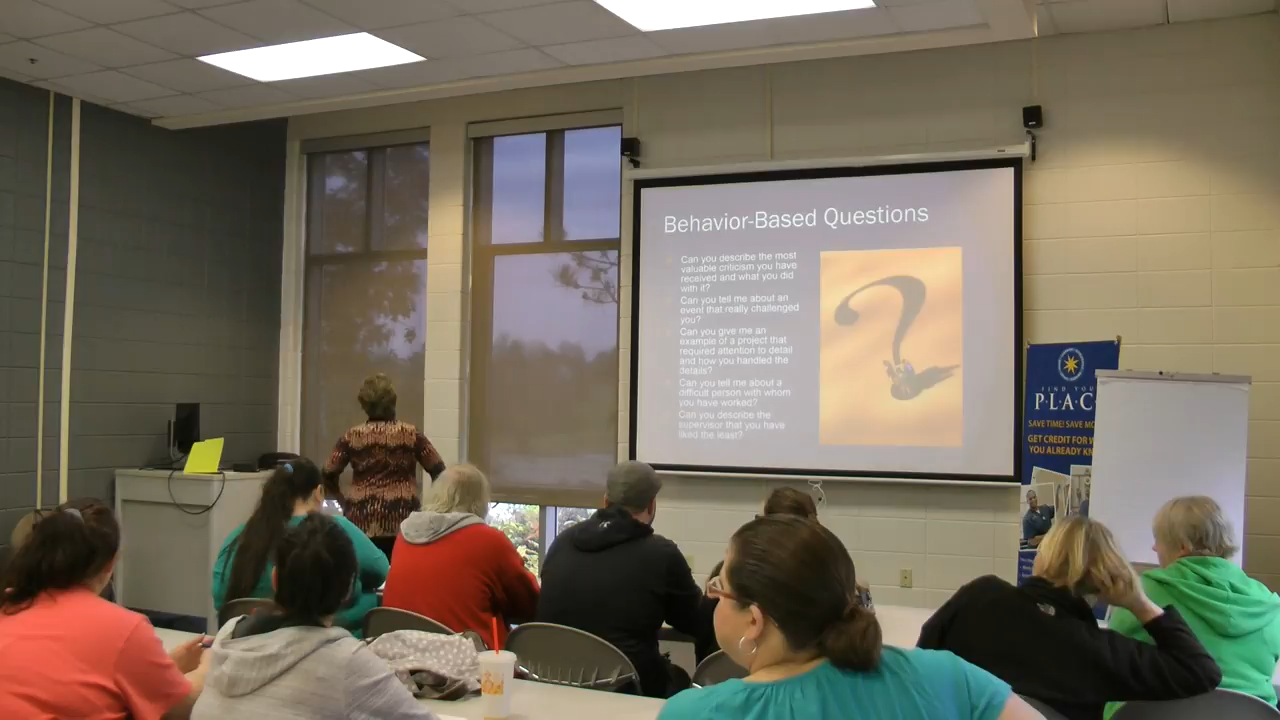 Behavior-Based Questions
Can you describe the most
valuable criticism you have
received and what you did
with it?
Can you tell me about an
event that really challenged
you?
Can you give me an
example of a project that
required attention to detail
and how you handled the
details?
Can you tell me about a
difficult person with whom
you have worked?
Can you describe the
supervisor that you have
liked the least?
FIND YOUR
P·L·A·C
SAVE TIME! SAVE MO
GET CREDIT FOR W
YOU ALREADY KN